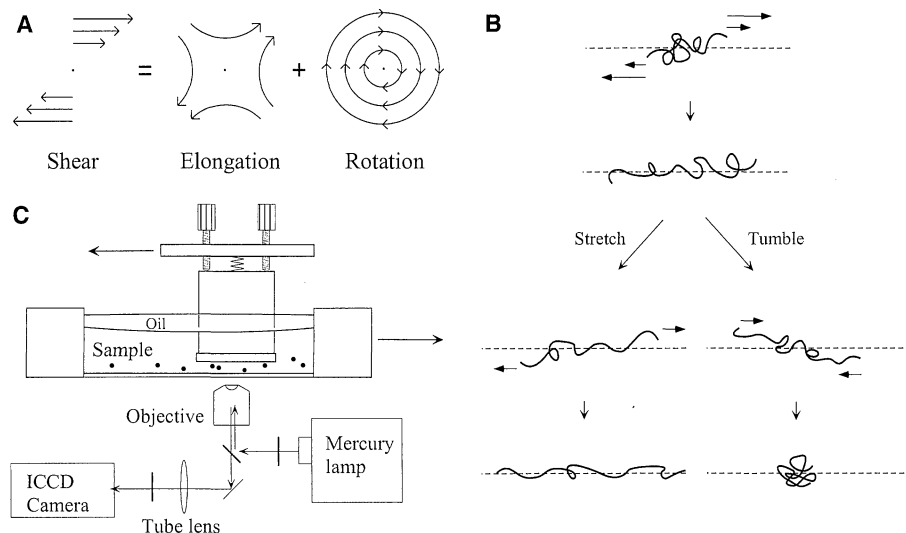 A
=
+
Shear
Elongation
Rotation
B
Stretch
Tumble
C
Oil
Sample
Objective
Mercury
lamp
ICCD
Camera
Tube lens